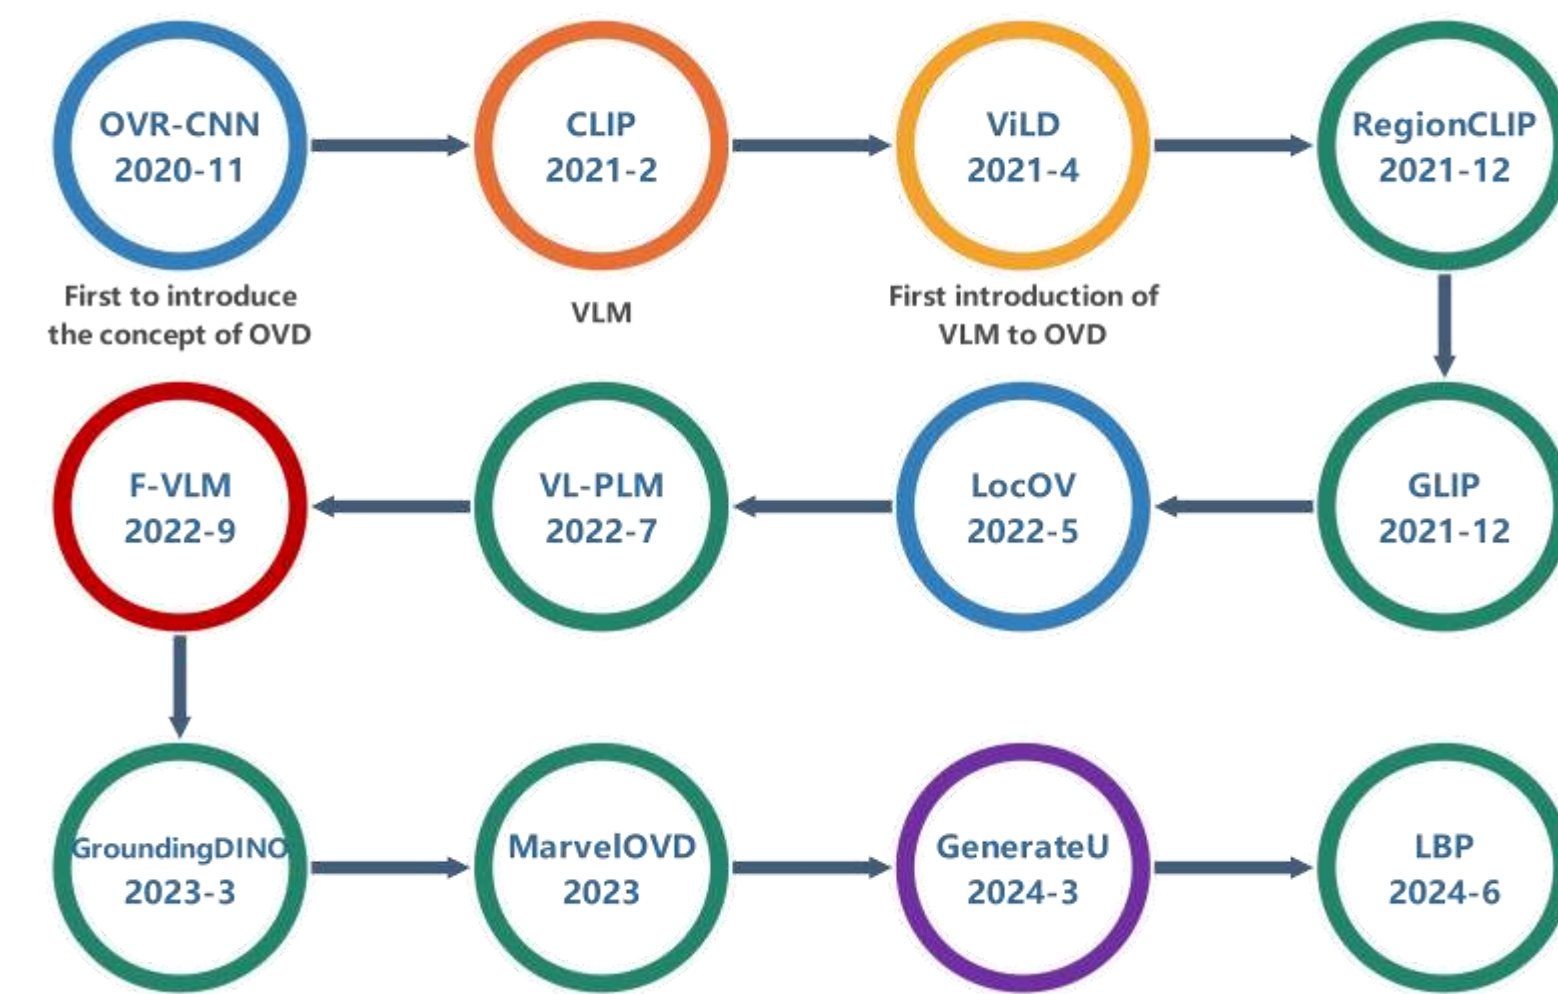 OVR-CNN
2020-11
CLIP
2021-2
ViLD
2021-4
RegionCLIP
2021-12
First to introduce
the concept of OVD
VLM
First introduction of
VLM to OVD
F-VLM
2022-9
VL-PLM
2022-7
LocOV
2022-5
GLIP
2021-12
GroundingDINO
2023-3
MarvelOVD
2023
GenerateU
2024-3
LBP
2024-6